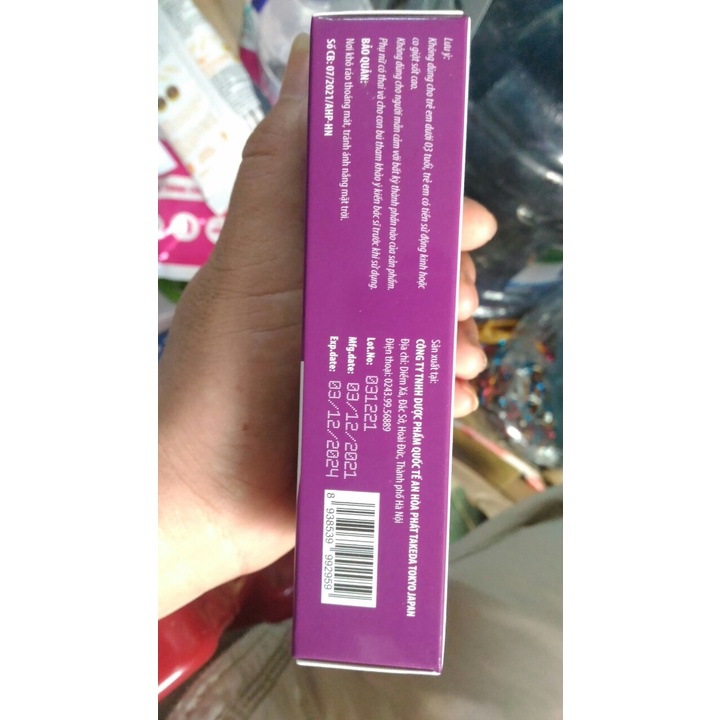 Lưu ý:
Không dùng cho trẻ em dưới 03 tuổi, trẻ em có tiền sử động kinh hoặc
co giật sốt cao.
Không dùng cho người mẫn cảm với bất kỳ thành phần nào của sản phẩm.
Phụ nữ có thai và cho con bú tham khảo ý kiến bác sĩ trước khi sử dụng.
BẢO QUẢN:
Nơi khô ráo thoáng mát, tránh ánh nắng mặt trời.
Số CB: 07/2021/AHP-HN
Sản xuất tại:
CÔNG TY TNHH DƯỢC PHẨM QUỐC TẾ AN HÒA PHÁT TAKEDA TOKYO JAPAN
Địa chỉ: Diềm Xá, Đắc Sở, Hoài Đức, Thành phố Hà Nội
Điện thoại: 0243.99.56889
Lot.No: 031221
Mfg.date: 03/12/2021
Exp.date: 03/12/2024
8 938539 992959